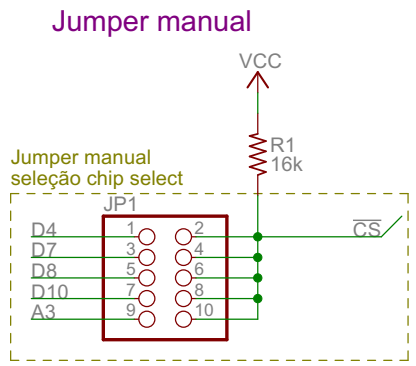 Jumper manual
VCC
R1
16k
Jumper manual
seleção chip select
JP1
D4 1 2 CS
D7 3 4
D8 5 6
D10 7 8
A3 9 10